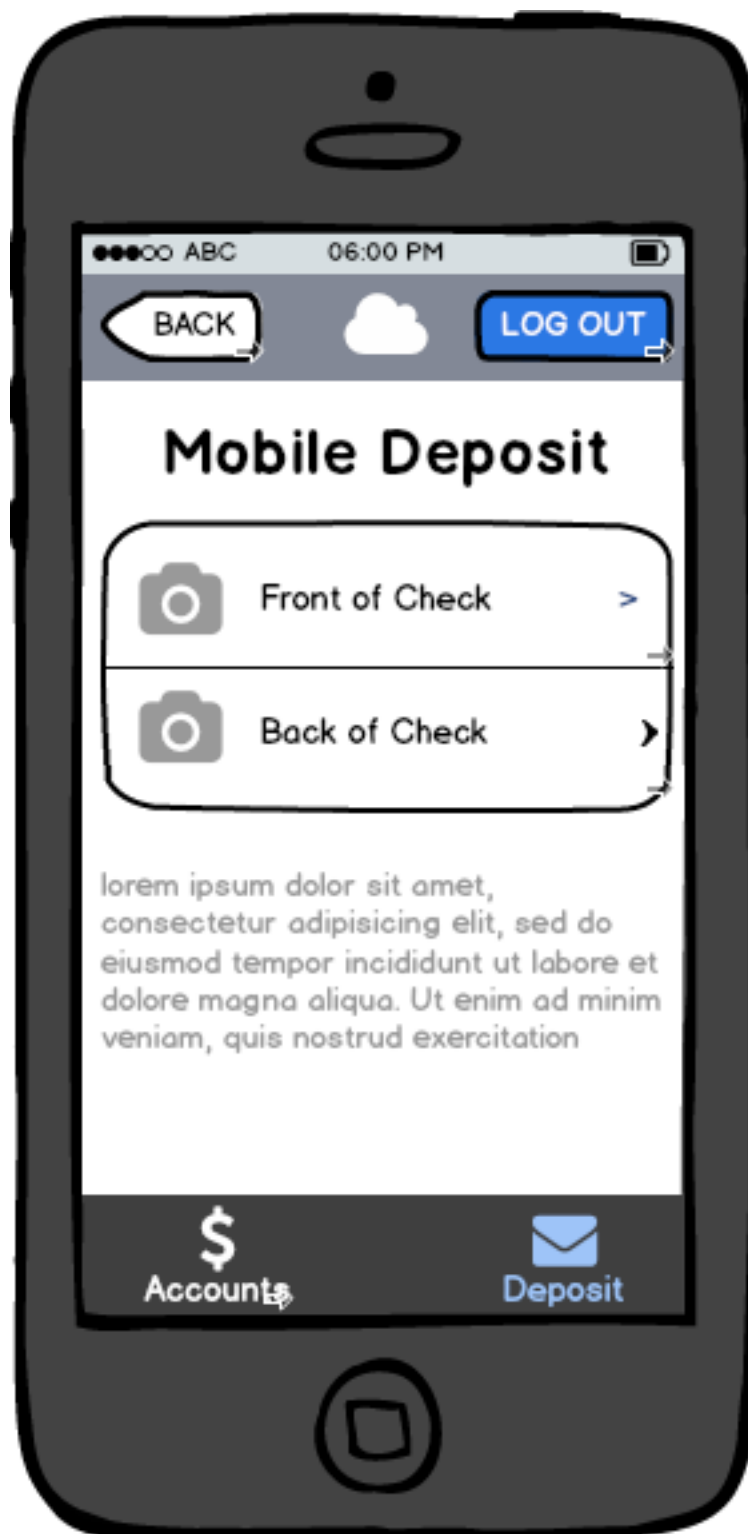 ABC 06:00 PM
BACK LOG OUT
Mobile Deposit
Front of Check >
Back of Check ›
lorem ipsum dolor sit amet,
consectetur adipisicing elit, sed do
eiusmod tempor incididunt ut labore et
dolore magna aliqua. Ut enim ad minim
veniam, quis nostrud exercitation
$
Accounts Deposit